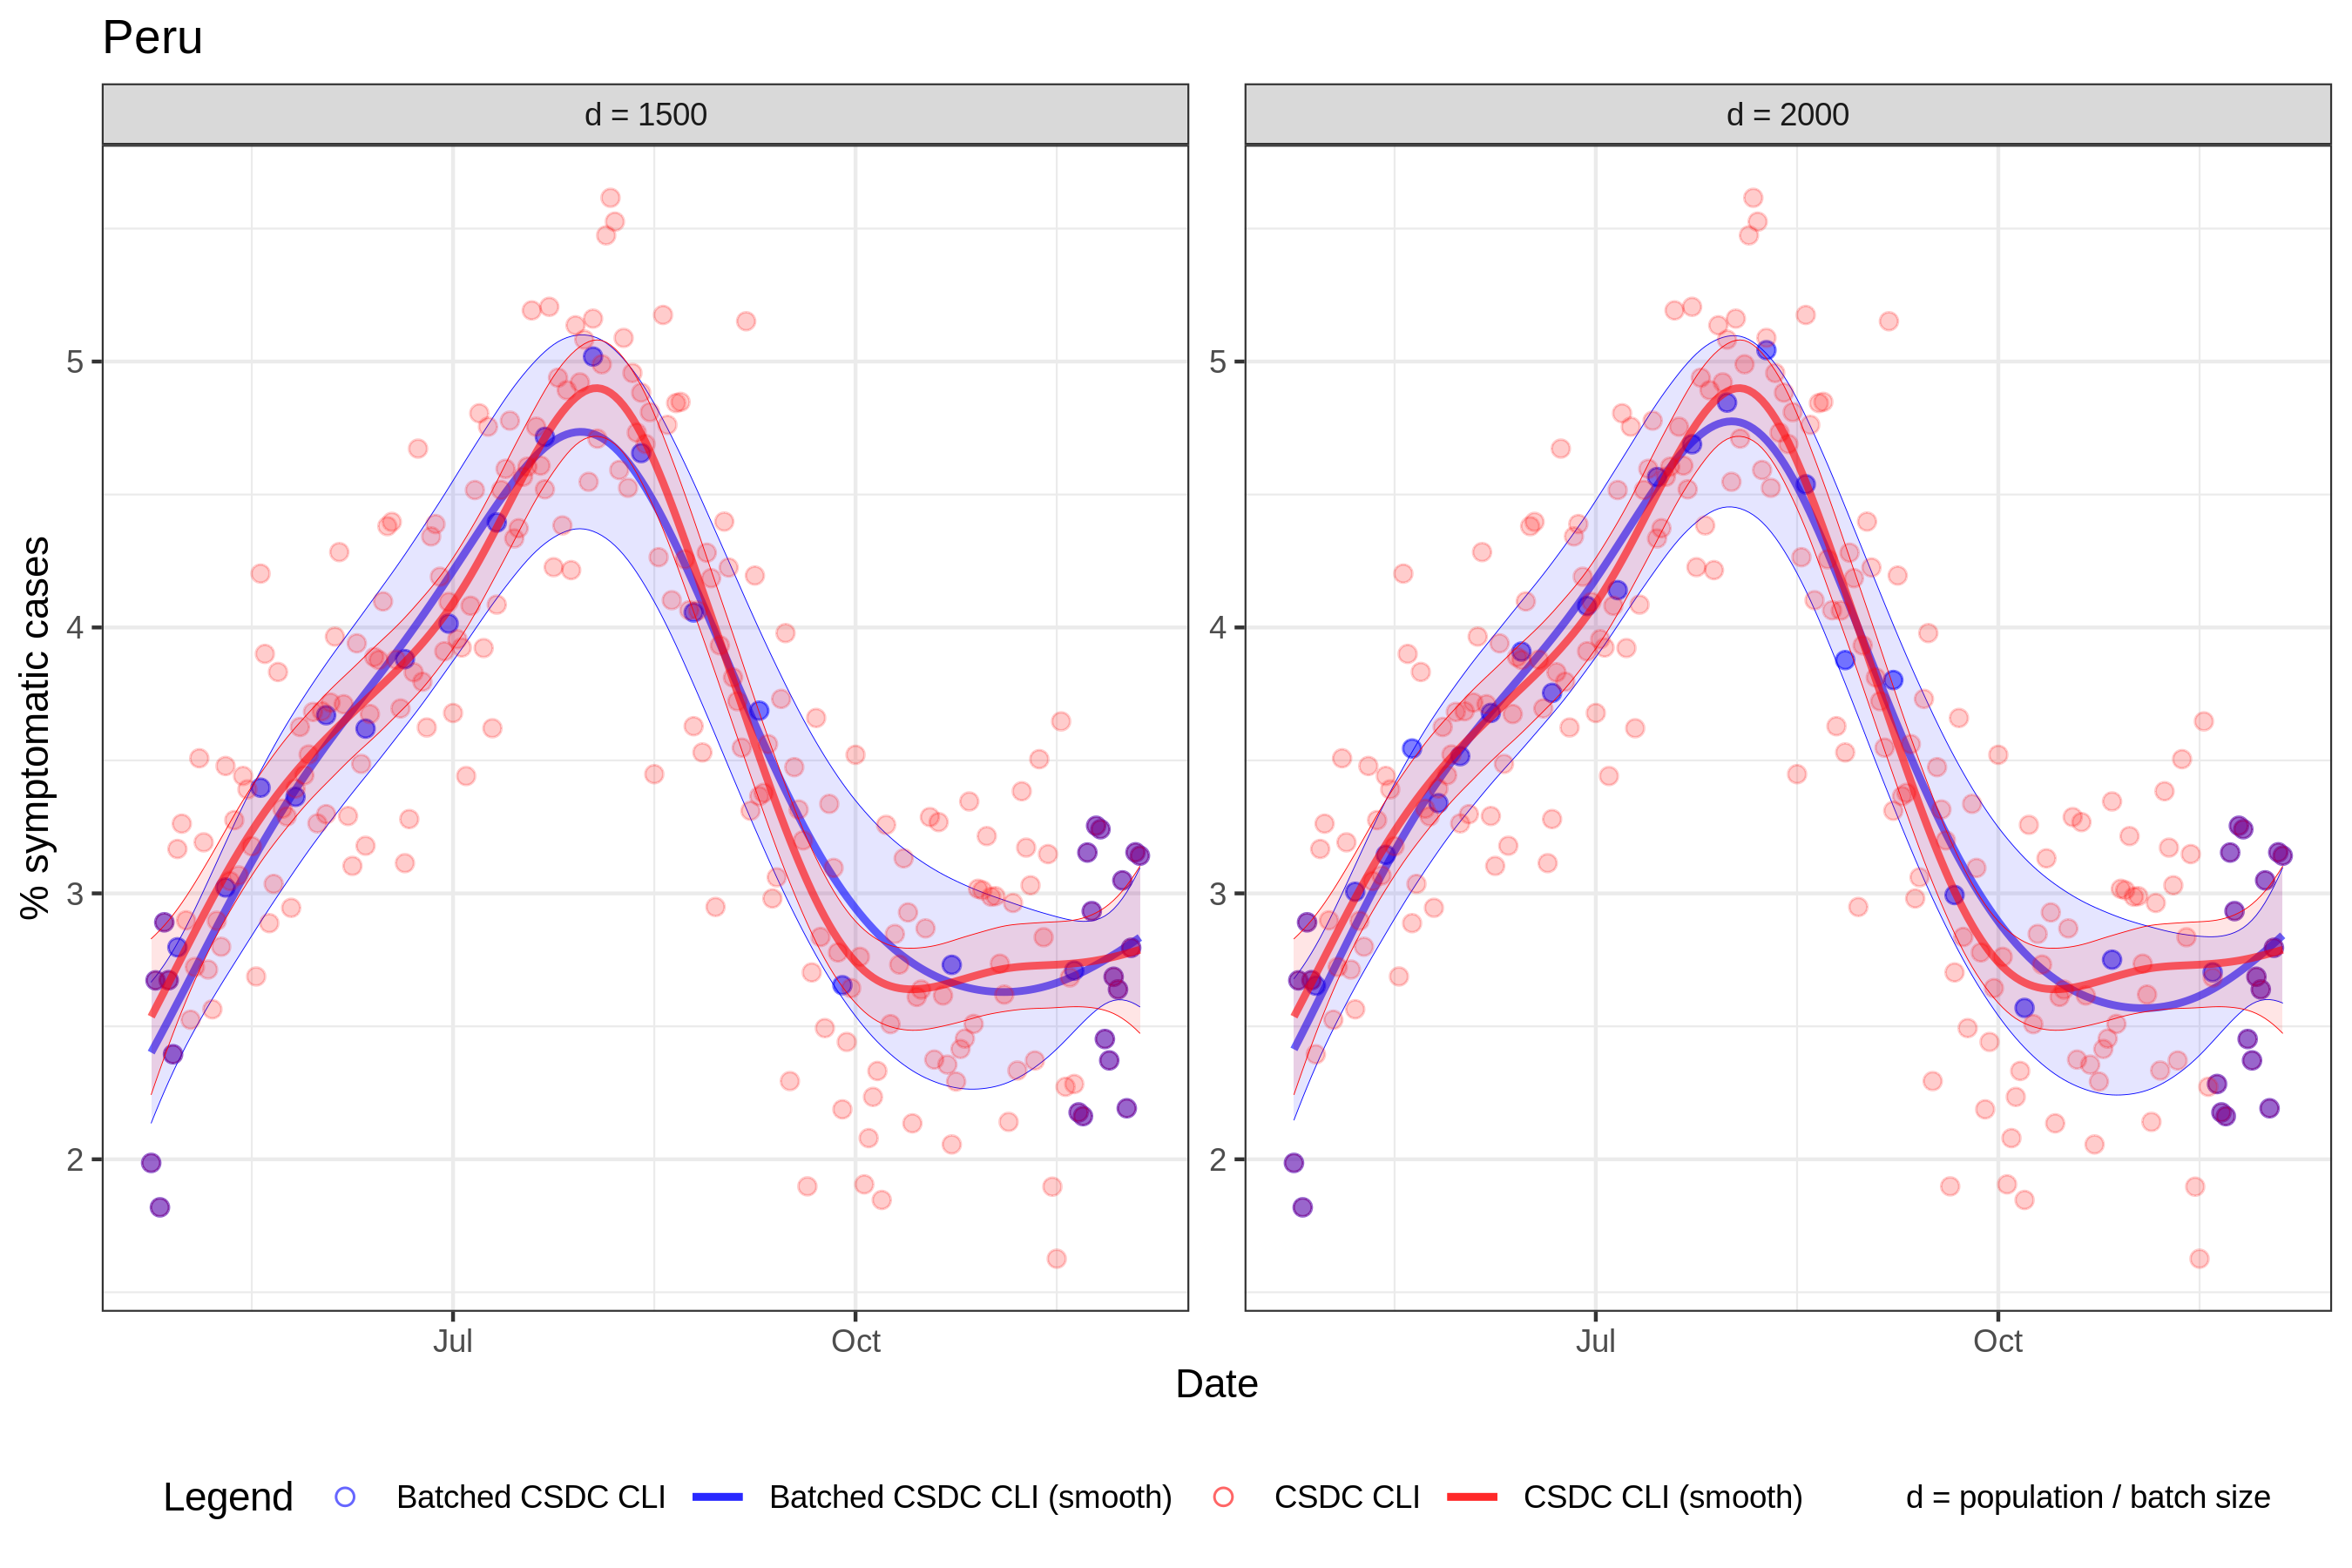 Peru
d = 1500
d = 2000
% symptomatic cases
5
4
3
2
5
4
3
2
Jul
Oct
Jul
Oct
Date
Legend Batched CSDC CLI Batched CSDC CLI (smooth) CSDC CLI CSDC CLI (smooth) d = population / batch size